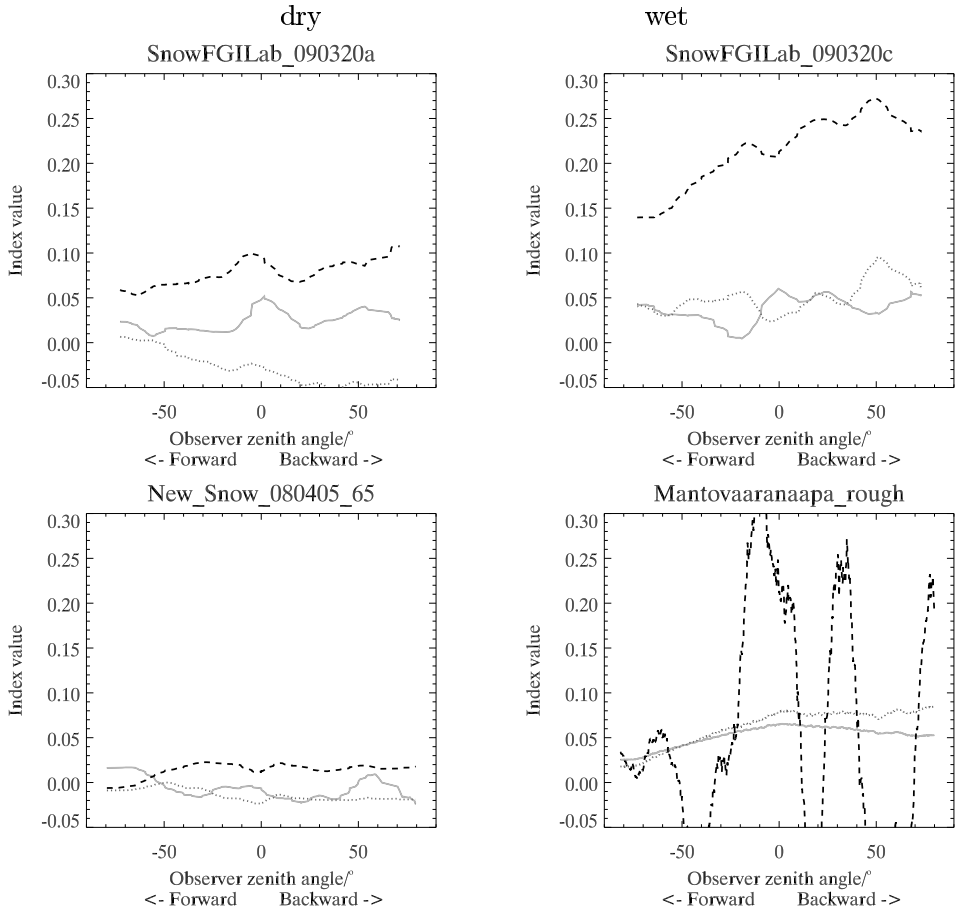 dry wet
SnowFGILab_090320a
0.30
0.25
0.20
0.15
0.10
0.05
0.00
-0.05
Index value
-50 0 50
Observer zenith angle/°
<- Forward Backward ->
SnowFGILab_090320c
0.30
0.25
0.20
0.15
0.10
0.05
0.00
-0.05
Index value
-50 0 50
Observer zenith angle/°
<- Forward Backward ->
New_Snow_080405_65
0.30
0.25
0.20
0.15
0.10
0.05
0.00
-0.05
Index value
-50 0 50
Observer zenith angle/°
<- Forward Backward ->
Mantovaaranaapa_rough
0.30
0.25
0.20
0.15
0.10
0.05
0.00
-0.05
Index value
-50 0 50
Observer zenith angle/°
<- Forward Backward ->